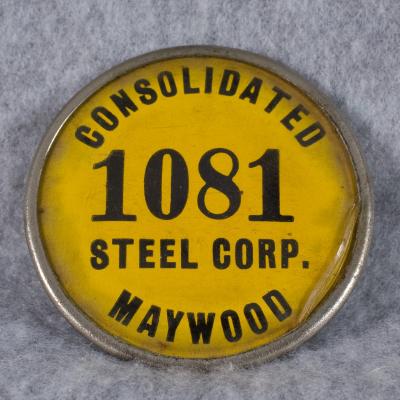 CONSOLIDATED
1081
STEEL CORP.
MAYWOOD